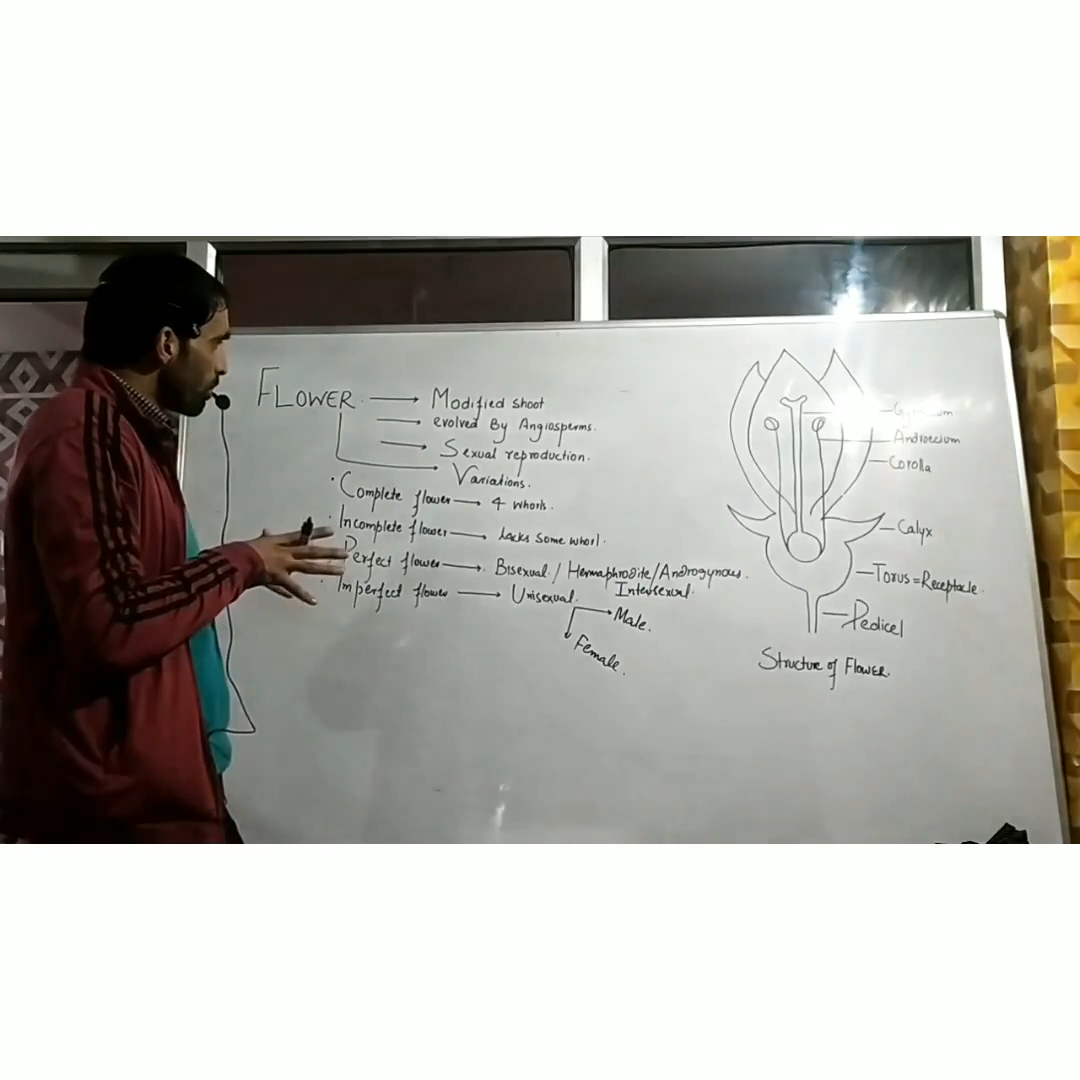 FLOWER → Modified shoot
→ evolved By Angiosperms.
→ Sexual reproduction.
→ Variations.
· Complete flower → 4 whorls.
· Incomplete flower → lacks some whorl.
Perfect flower → Bisexual / Hermaphrodite / Androgynous.
Intersexual.
· Imperfect flower → Unisexual.
→ Male.
Female.
Androecium
Corolla
Calyx
Torus = Receptacle.
Pedicel
Structure of Flower.